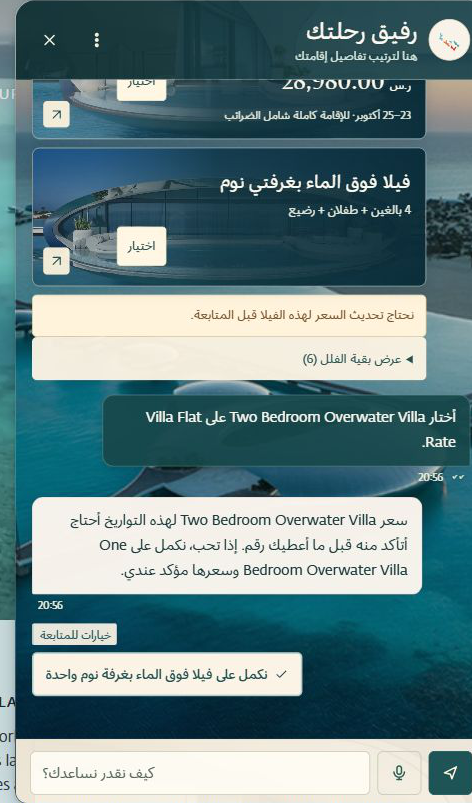 رفيق رحلتك
هنا لترتيب تفاصيل إقامتك
28,980.00 ر.س
اختيار
23–25 أكتوبر· للإقامة كاملة شامل الضرائب
فيلا فوق الماء بغرفتي نوم
4 بالغين + طفلان + رضيع
اختيار
نحتاج تحديث السعر لهذه الفيلا قبل المتابعة.
◀ عرض بقية الفلل (6)
أختار Two Bedroom Overwater Villa على Villa Flat
Rate.
20:56
سعر Two Bedroom Overwater Villa لهذه التواريخ أحتاج
أتأكد منه قبل ما أعطيك رقم. إذا تحب، نكمل على One
Bedroom Overwater Villa وسعرها مؤكد عندي.
20:56
خيارات للمتابعة
نكمل على فيلا فوق الماء بغرفة نوم واحدة
كيف نقدر نساعدك؟